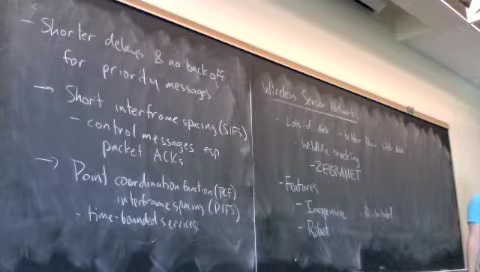 - Shorter delays & no backoff
for priority messages
→ Short interframe spacing (SIFS)
- control messages esp
packet ACKs
→ Point coordination function (PCF)
interframe spacing (PIFS)
- time-bounded services
Wireless Sensor Networks
- Lots of data
- Wildlife tracking
- ZEBRANET
- Features
- Inexpensive
- Robust